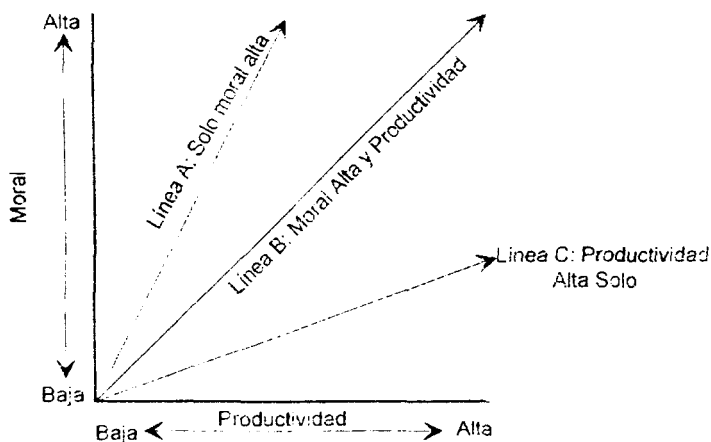 Alta
Linea A: Solo moral alta
Linea B: Moral Alta y Productividad
Moral
Linea C: Productividad
Alta Solo
Baja
Productividad
Baja
Alta